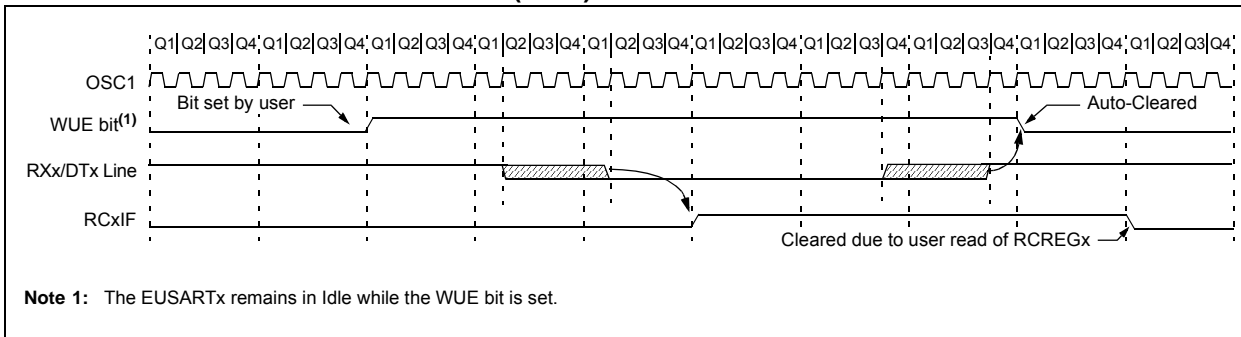 Q1 Q2 Q3 Q4 Q1 Q2 Q3 Q4 Q1 Q2 Q3 Q4 Q1 Q2 Q3 Q4 Q1 Q2 Q3 Q4 Q1 Q2 Q3 Q4 Q1 Q2 Q3 Q4 Q1 Q2 Q3 Q4 Q1 Q2 Q3 Q4 Q1 Q2 Q3 Q4
OSC1
Bit set by user
Auto-Cleared
WUE bit(1)
RXx/DTx Line
RCxIF
Cleared due to user read of RCREGx
Note 1: The EUSARTx remains in Idle while the WUE bit is set.